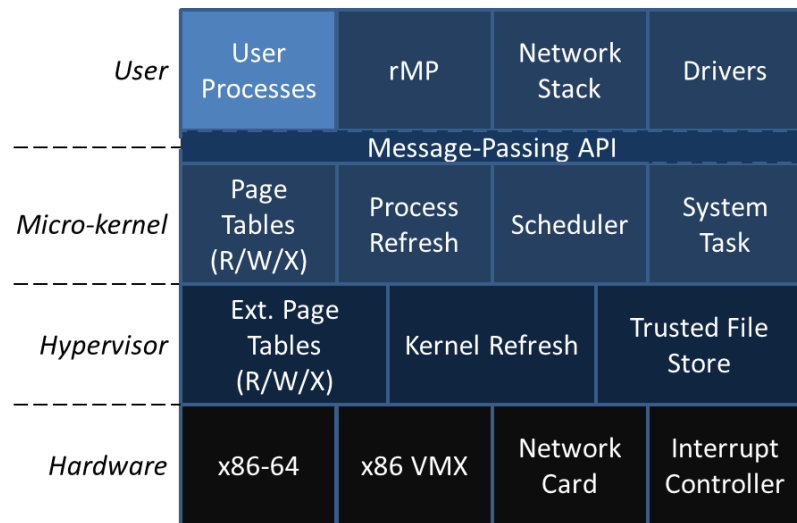 User
User
Processes
rMP
Network
Stack
Drivers
Message-Passing API
Micro-kernel
Page
Tables
(R/W/X)
Process
Refresh
Scheduler
System
Task
Hypervisor
Ext. Page
Tables
(R/W/X)
Kernel Refresh
Trusted File
Store
Hardware
x86-64
x86 VMX
Network
Card
Interrupt
Controller